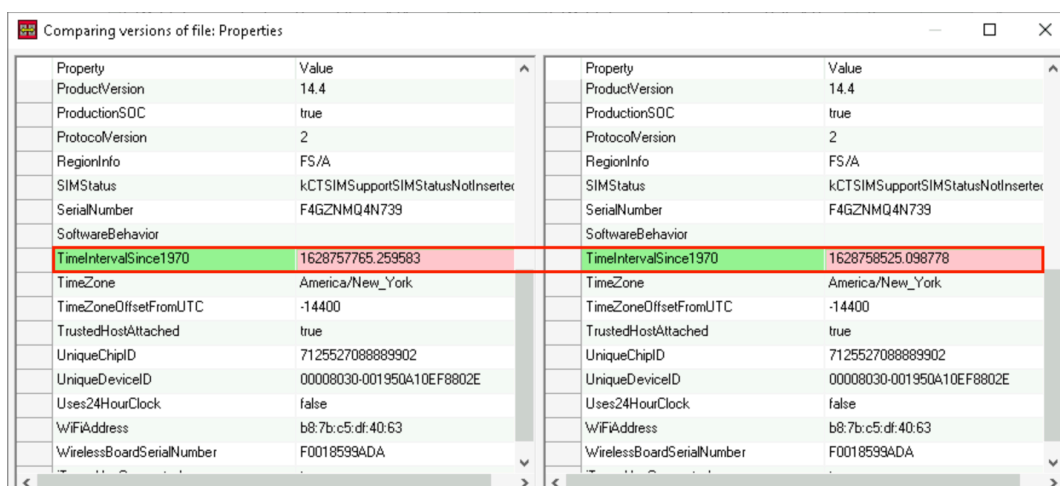 Comparing versions of file: Properties
Property Value Property Value
ProductVersion 14.4 ProductVersion 14.4
ProductionSOC true ProductionSOC true
ProtocolVersion 2 ProtocolVersion 2
RegionInfo FS/A RegionInfo FS/A
SIMStatus kCTSIMSupportSIMStatusNotInserted SIMStatus kCTSIMSupportSIMStatusNotInserted
SerialNumber F4GZNMQ4N739 SerialNumber F4GZNMQ4N739
SoftwareBehavior SoftwareBehavior
TimeIntervalSince1970 1628757765.259583 TimeIntervalSince1970 1628758525.098778
TimeZone America/New_York TimeZone America/New_York
TimeZoneOffsetFromUTC -14400 TimeZoneOffsetFromUTC -14400
TrustedHostAttached true TrustedHostAttached true
UniqueChipID 7125527088889902 UniqueChipID 7125527088889902
UniqueDeviceID 00008030-001950A10EF8802E UniqueDeviceID 00008030-001950A10EF8802E
Uses24HourClock false Uses24HourClock false
WiFiAddress b8:7b:c5:df:40:63 WiFiAddress b8:7b:c5:df:40:63
WirelessBoardSerialNumber F0018599ADA WirelessBoardSerialNumber F0018599ADA